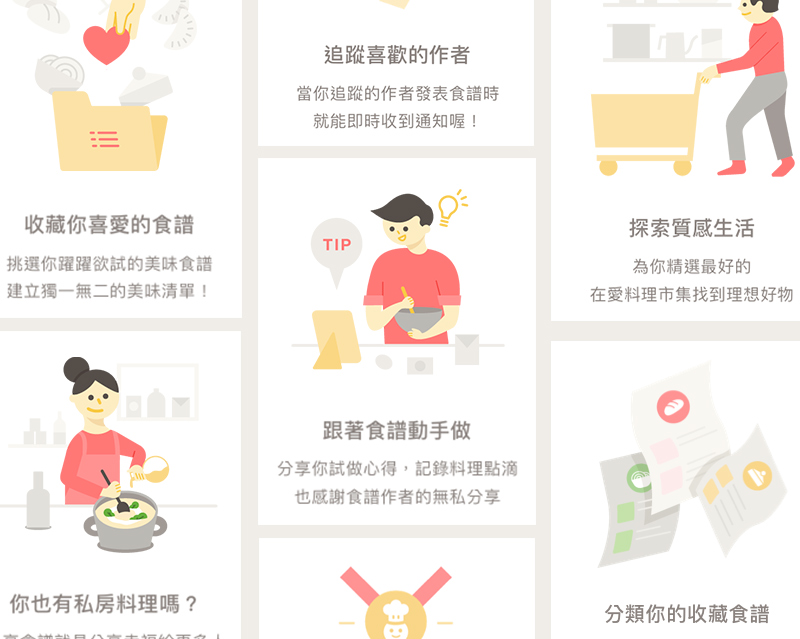 收藏你喜愛的食譜
挑選你躍躍欲試的美味食譜
建立獨一無二的美味清單！
你也有私房料理嗎？
追蹤喜歡的作者
當你追蹤的作者發表食譜時
就能即時收到通知喔！
TIP
跟著食譜動手做
分享你試做心得，記錄料理點滴
也感謝食譜作者的無私分享
探索質感生活
為你精選最好的
在愛料理市集找到理想好物
分類你的收藏食譜